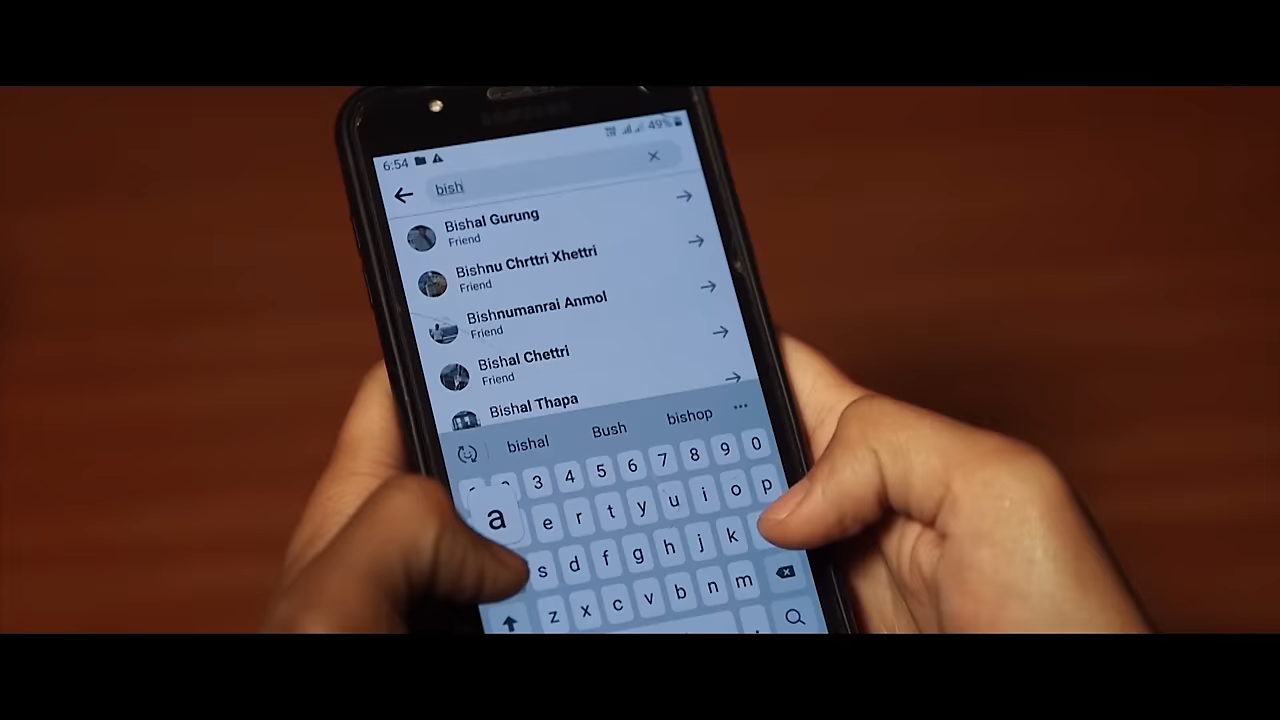 6:54 49%
bish
Bishal Gurung
Friend
Bishnu Chrttri Xhettri
Friend
Bishnumanrai Anmol
Friend
Bishal Chettri
Friend
Bishal Thapa
bishal Bush bishop
3 4 5 6 7 8 9 0
a e r t y u i o p
s d f g h j k
z x c v b n m